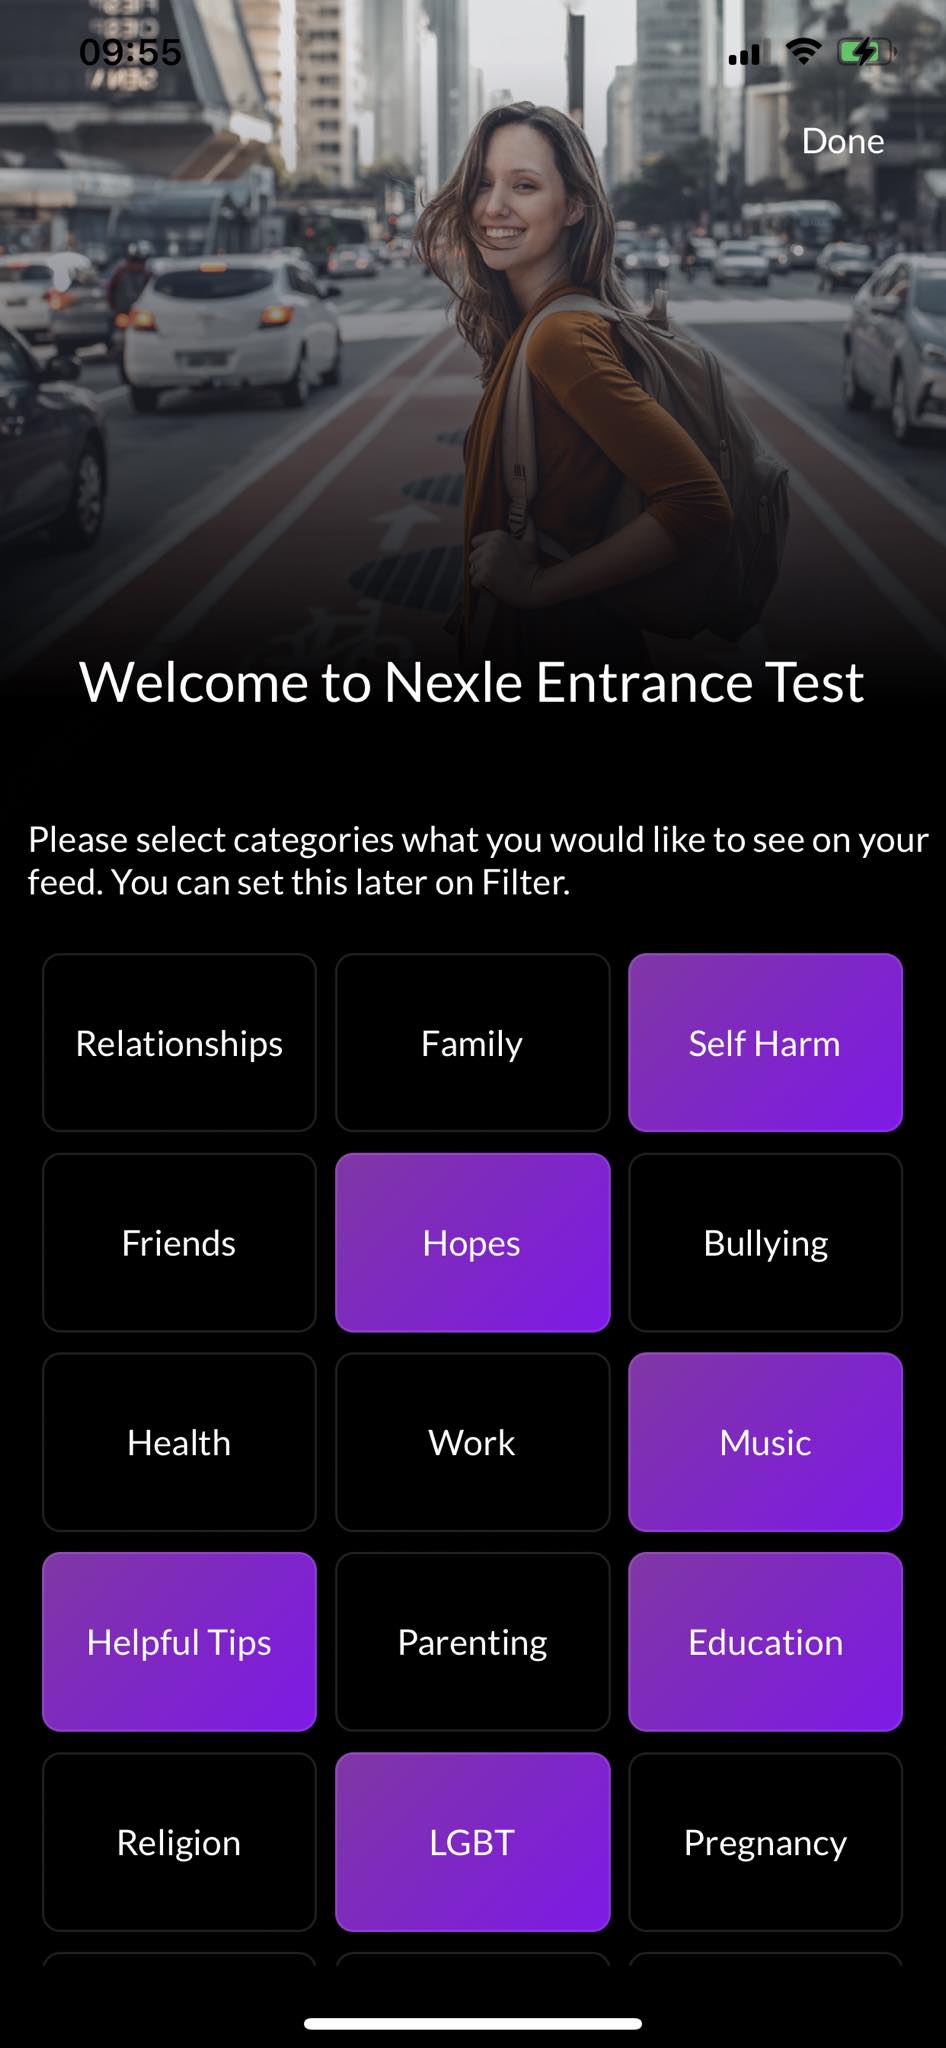 09:55
Done
Welcome to Nexle Entrance Test
Please select categories what you would like to see on your
feed. You can set this later on Filter.
Relationships
Family
Self Harm
Friends
Hopes
Bullying
Health
Work
Music
Helpful Tips
Parenting
Education
Religion
LGBT
Pregnancy